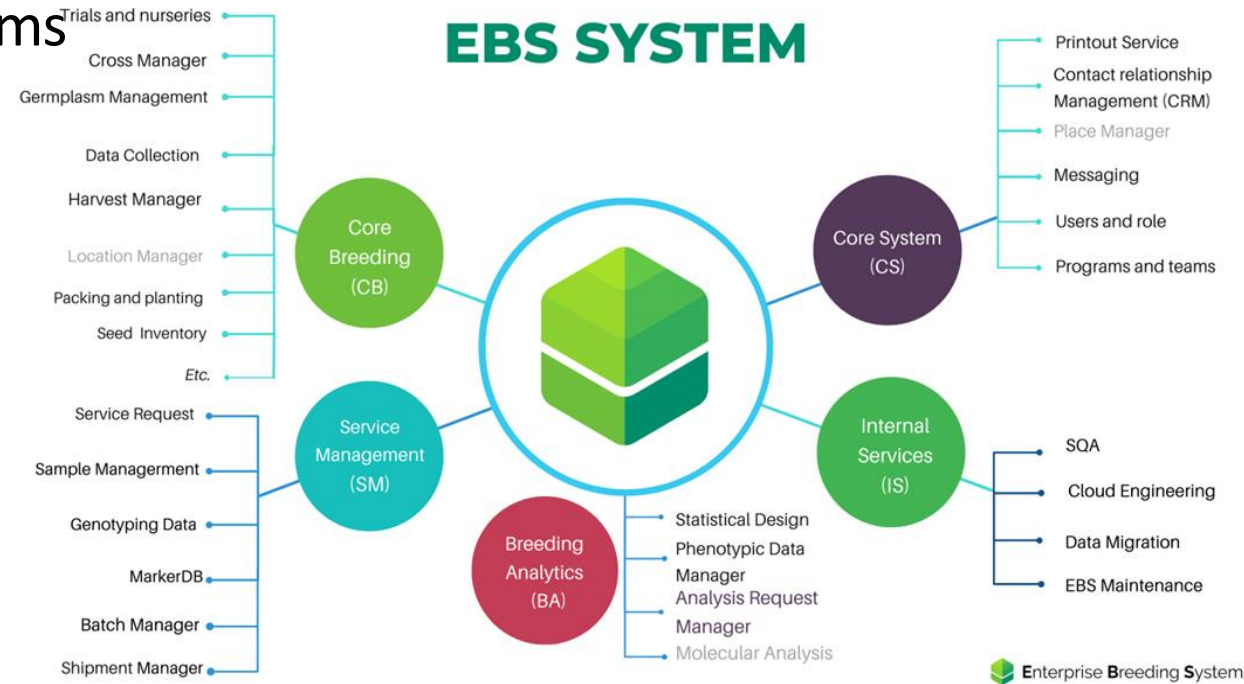 ms
EBS SYSTEM
Trials and nurseries
Cross Manager
Germplasm Management
Data Collection
Harvest Manager
Location Manager
Packing and planting
Seed Inventory
Etc.
Core
Breeding
(CB)
Service Request
Sample Managerment
Genotyping Data
MarkerDB
Batch Manager
Shipment Manager
Service
Management
(SM)
Breeding
Analytics
(BA)
Statistical Design
Phenotypic Data
Manager
Analysis Request
Manager
Molecular Analysis
Core System
(CS)
Printout Service
Contact relationship
Management (CRM)
Place Manager
Messaging
Users and role
Programs and teams
Internal
Services
(IS)
SQA
Cloud Engineering
Data Migration
EBS Maintenance
Enterprise Breeding System